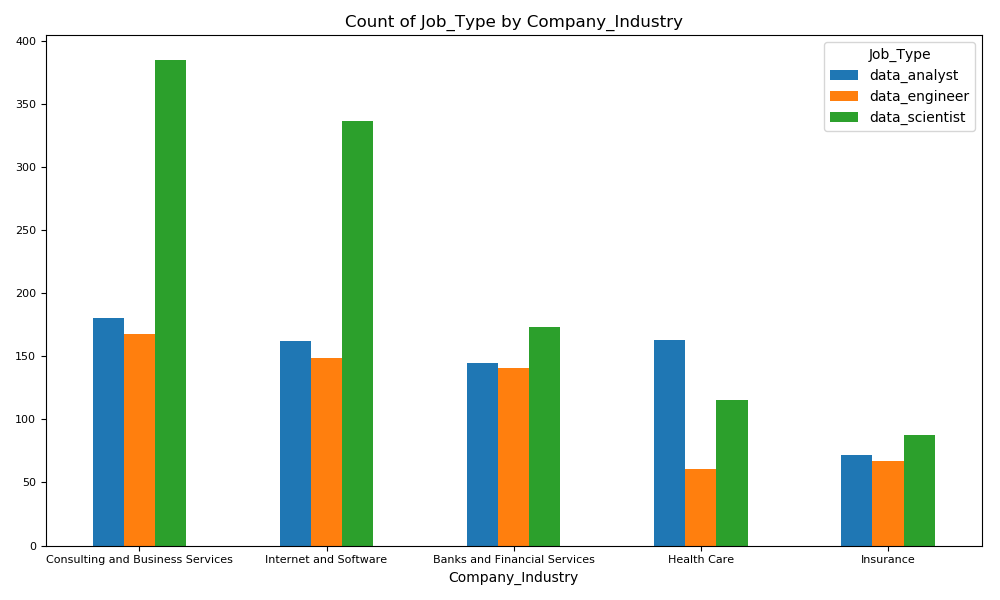 Count of Job_Type by Company_Industry
400
350
300
250
200
150
100
50
0
Job_Type
data_analyst
data_engineer
data_scientist
Consulting and Business Services
Internet and Software
Banks and Financial Services
Health Care
Insurance
Company_Industry